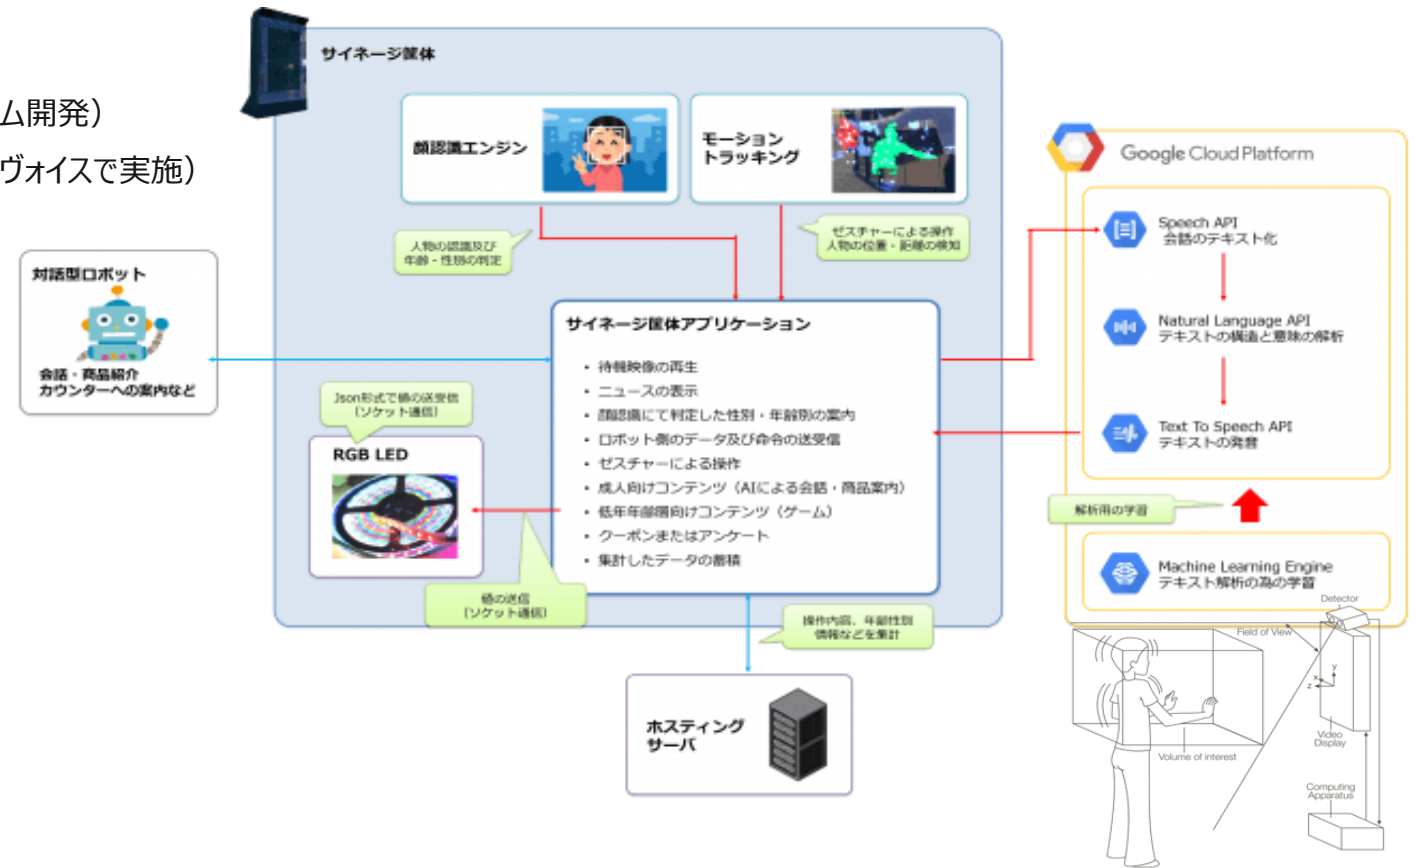 ム開発）
ヴォイスで実施）
サイネージ筐体
顔認識エンジン
モーション
トラッキング
人物の認識及び
年齢・性別の判定
ゼスチャーによる操作
人物の位置・距離の検知
Google Cloud Platform
Speech API
会話のテキスト化
Natural Language API
テキストの構造と意味の解析
Text To Speech API
テキストの発音
解析用の学習
Machine Learning Engine
テキスト解析の為の学習
対話型ロボット
会話・商品紹介
カウンターへの案内など
サイネージ筐体アプリケーション
• 待機映像の再生
• ニュースの表示
• 顔認識にて判定した性別・年齢別の案内
• ロボット側のデータ及び命令の送受信
• ゼスチャーによる操作
• 成人向けコンテンツ（AIによる会話・商品案内）
• 低年年齢層向けコンテンツ（ゲーム）
• クーポンまたはアンケート
• 集計したデータの蓄積
Json形式で値の送受信
（ソケット通信）
RGB LED
値の送信
（ソケット通信）
操作内容、年齢性別
情報などを集計
ホスティング
サーバ
Detector
Field of View
y
x
z
Video
Display
Volume of interest
Computing
Apparatus